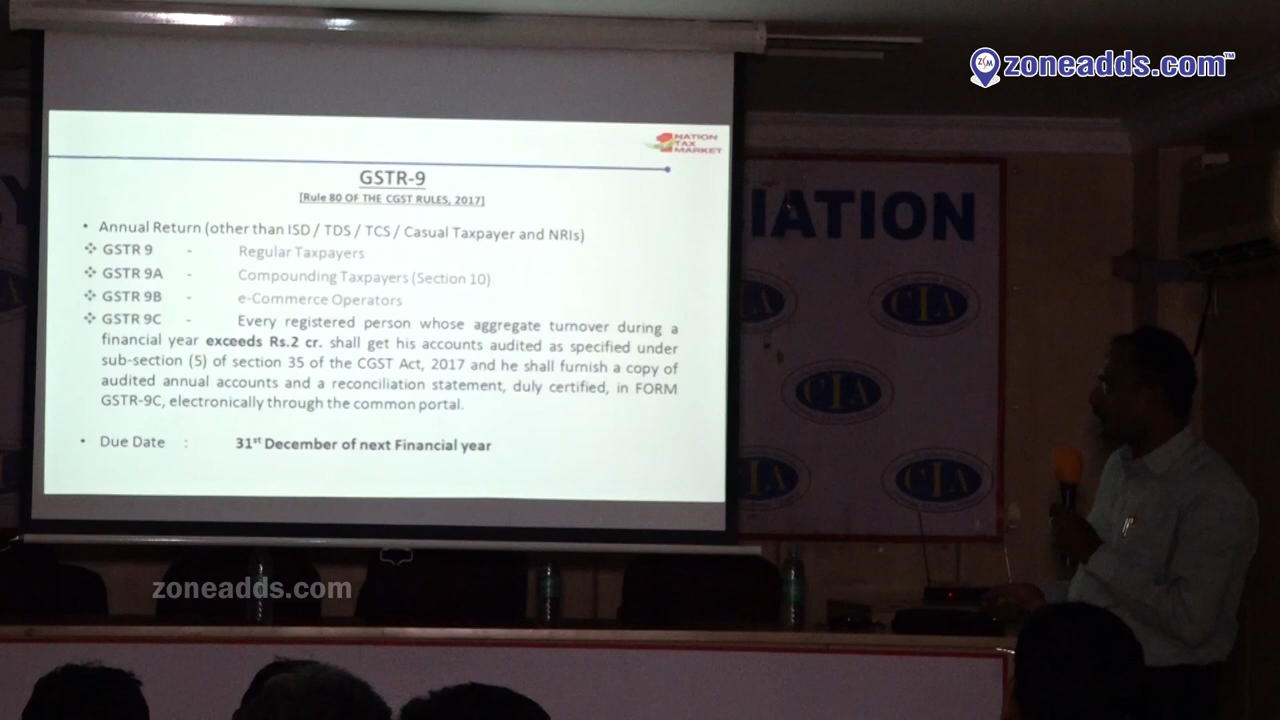 zoneadds.com™
NATION
TAX
MARKET
GSTR-9
[Rule 80 OF THE CGST RULES, 2017]
• Annual Return (other than ISD / TDS / TCS / Casual Taxpayer and NRIs)
❖ GSTR 9 - Regular Taxpayers
❖ GSTR 9A - Compounding Taxpayers (Section 10)
❖ GSTR 9B - e-Commerce Operators
❖ GSTR 9C - Every registered person whose aggregate turnover during a
financial year exceeds Rs.2 cr. shall get his accounts audited as specified under
sub-section (5) of section 35 of the CGST Act, 2017 and he shall furnish a copy of
audited annual accounts and a reconciliation statement, duly certified, in FORM
GSTR-9C, electronically through the common portal.
• Due Date : 31st December of next Financial year
IATION
CIA
CIA
CIA
CIA
zoneadds.com